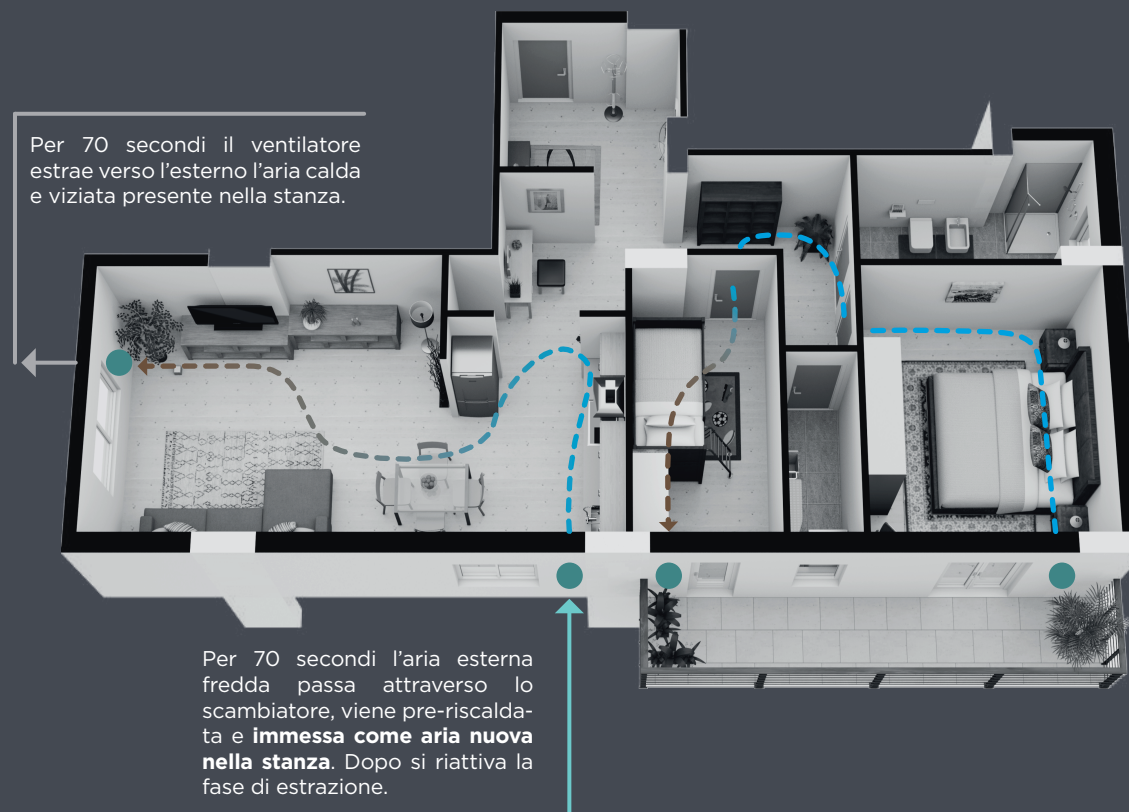 Per 70 secondi il ventilatore
estrae verso l’esterno l’aria calda
e viziata presente nella stanza.
Per 70 secondi l’aria esterna
fredda passa attraverso lo
scambiatore, viene pre-riscalda-
ta e immessa come aria nuova
nella stanza. Dopo si riattiva la
fase di estrazione.